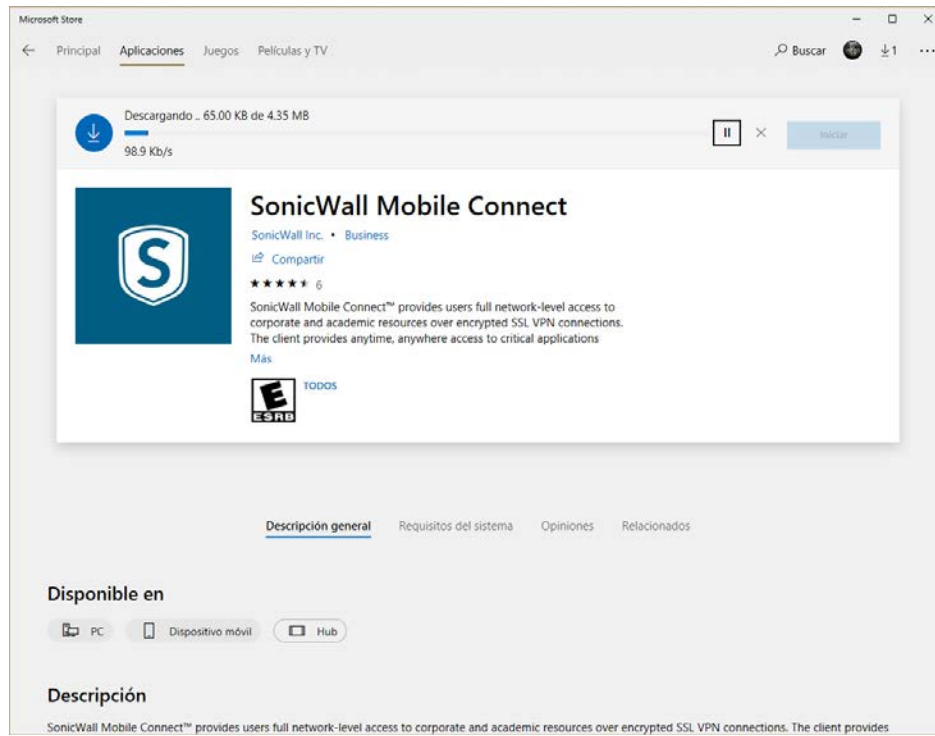 Microsoft Store
Principal Aplicaciones Juegos Películas y TV Buscar 1
Descargando .. 65.00 KB de 4.35 MB
98.9 Kb/s
Iniciar
S
SonicWall Mobile Connect
SonicWall Inc. • Business
Compartir
6
SonicWall Mobile Connect™ provides users full network-level access to
corporate and academic resources over encrypted SSL VPN connections.
The client provides anytime, anywhere access to critical applications
Más
E
ESRB
TODOS
Descripción general Requisitos del sistema Opiniones Relacionados
Disponible en
PC Dispositivo móvil Hub
Descripción
SonicWall Mobile Connect™ provides users full network-level access to corporate and academic resources over encrypted SSL VPN connections. The client provides